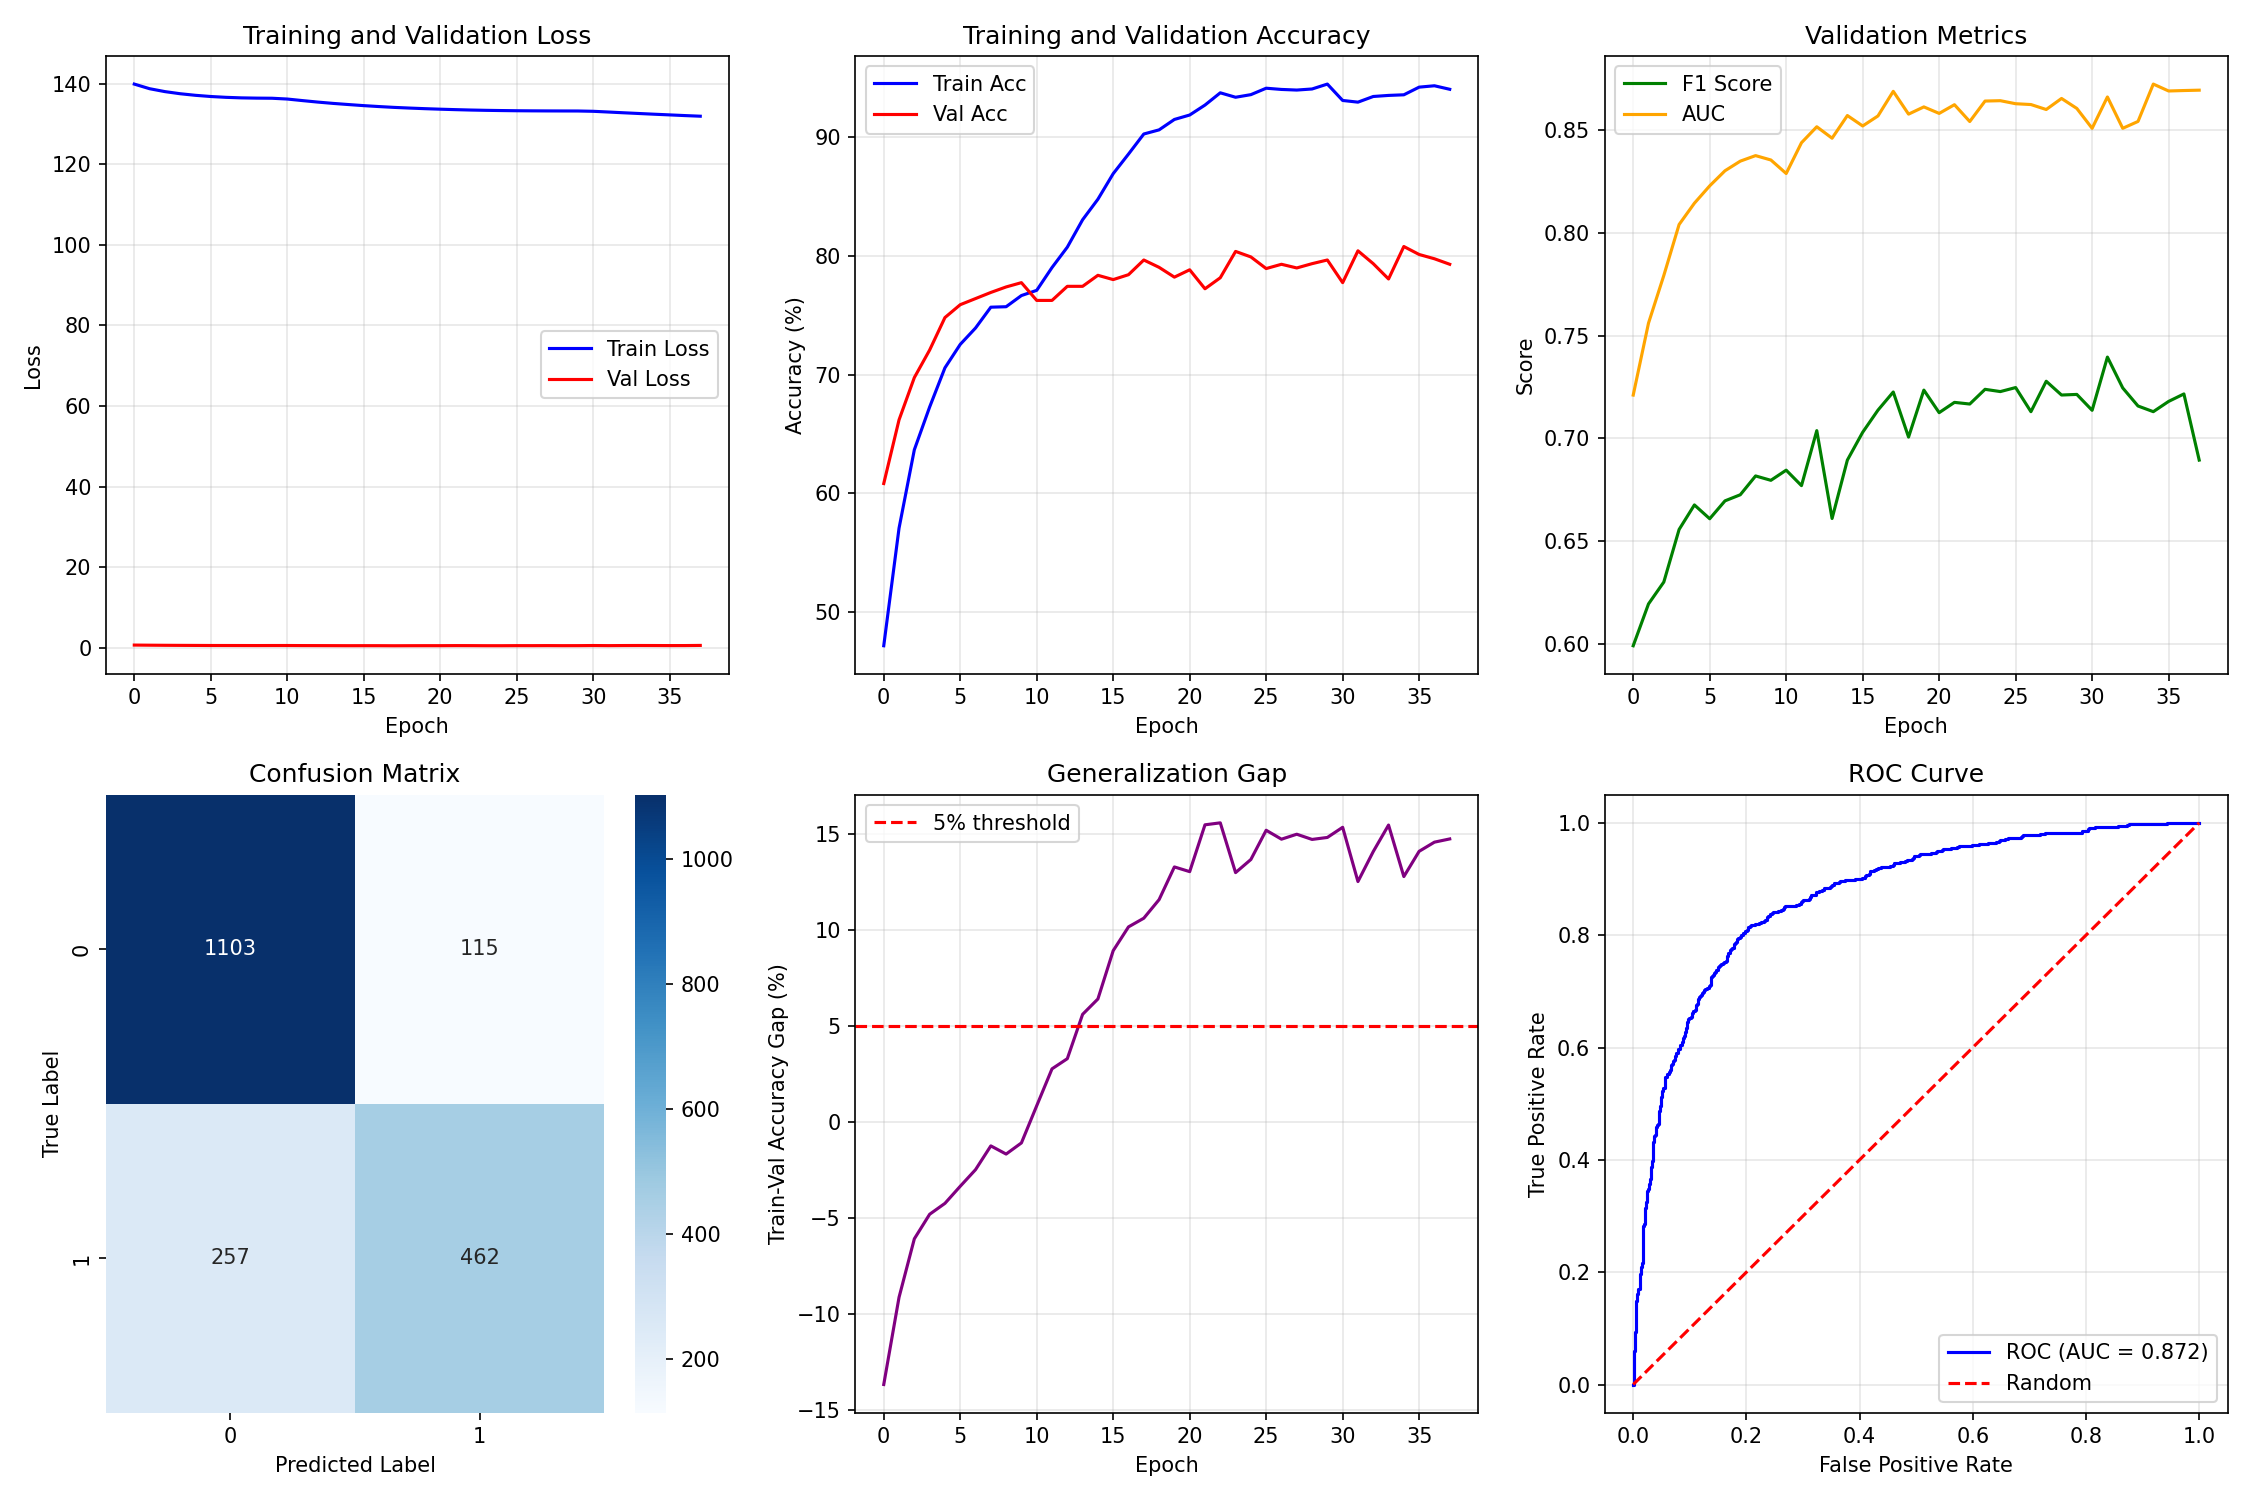 Training and Validation Loss
140
120
100
80
60
40
20
0
Loss
Train Loss
Val Loss
0 5 10 15 20 25 30 35
Epoch
Training and Validation Accuracy
Train Acc
Val Acc
90
80
70
60
50
Accuracy (%)
0 5 10 15 20 25 30 35
Epoch
Validation Metrics
F1 Score
AUC
0.85
0.80
0.75
0.70
0.65
0.60
Score
0 5 10 15 20 25 30 35
Epoch
Confusion Matrix
1103 115
257 462
0
1
True Label
0 1
Predicted Label
1000
800
600
400
200
Generalization Gap
5% threshold
15
10
5
0
−5
−10
−15
Train-Val Accuracy Gap (%)
0 5 10 15 20 25 30 35
Epoch
ROC Curve
1.0
0.8
0.6
0.4
0.2
0.0
True Positive Rate
ROC (AUC = 0.872)
Random
0.0 0.2 0.4 0.6 0.8 1.0
False Positive Rate